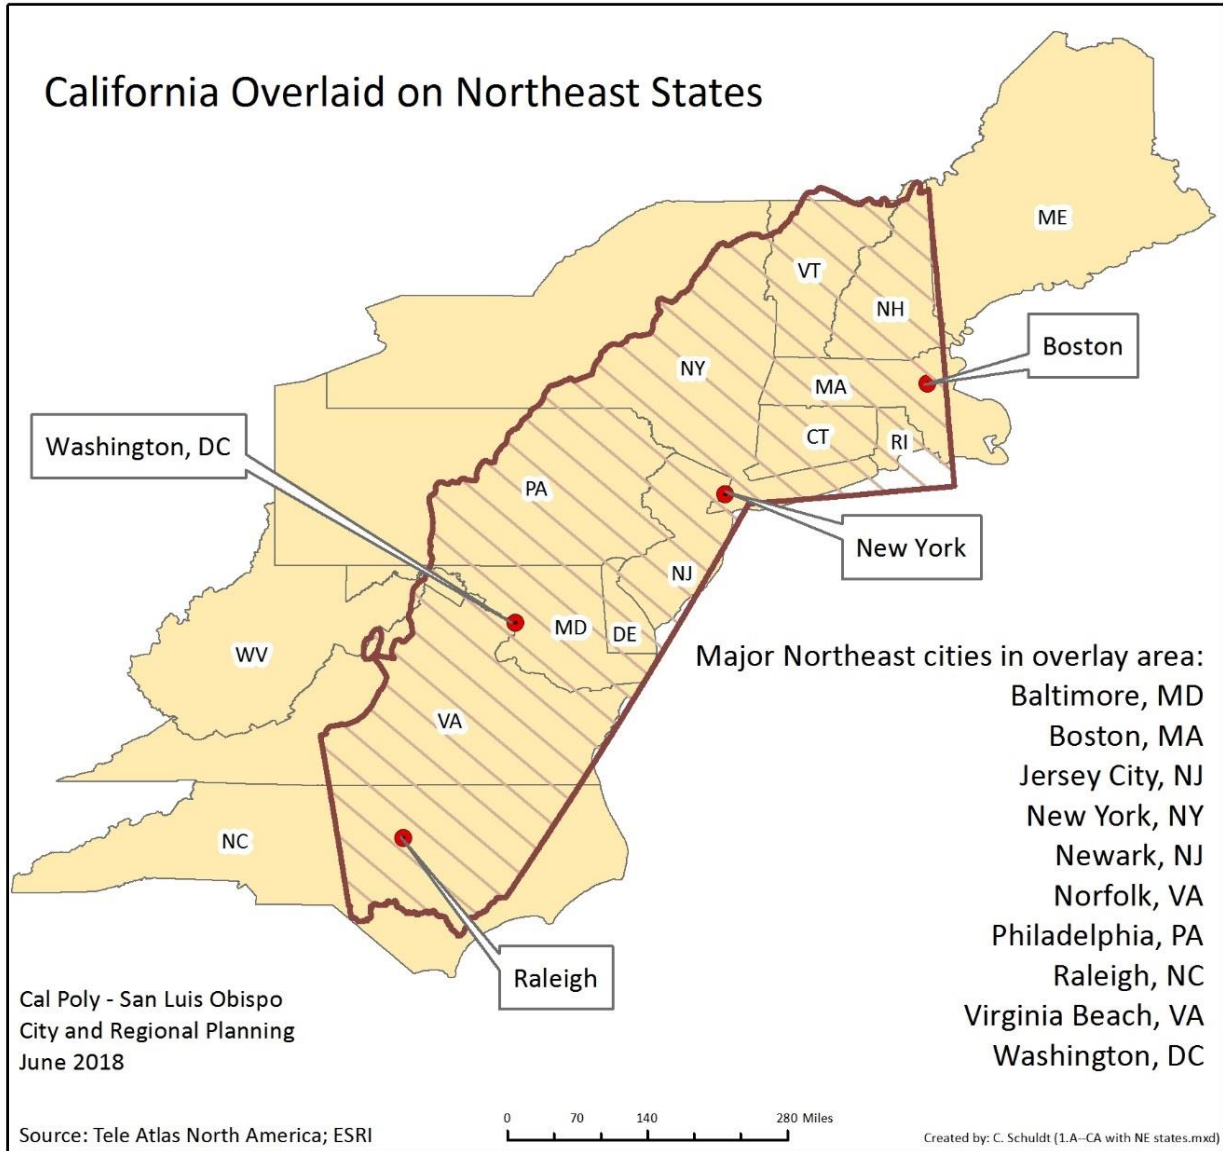 California Overlaid on Northeast States
ME
VT
NH
Boston
NY
MA
Washington, DC
CT
RI
PA
New York
NJ
MD
DE
WV
VA
NC
Raleigh
Major Northeast cities in overlay area:
Baltimore, MD
Boston, MA
Jersey City, NJ
New York, NY
Newark, NJ
Norfolk, VA
Philadelphia, PA
Raleigh, NC
Virginia Beach, VA
Washington, DC
Cal Poly - San Luis Obispo
City and Regional Planning
June 2018
Source: Tele Atlas North America; ESRI
0 70 140 280 Miles
Created by: C. Schuldt (1.A--CA with NE states.mxd)